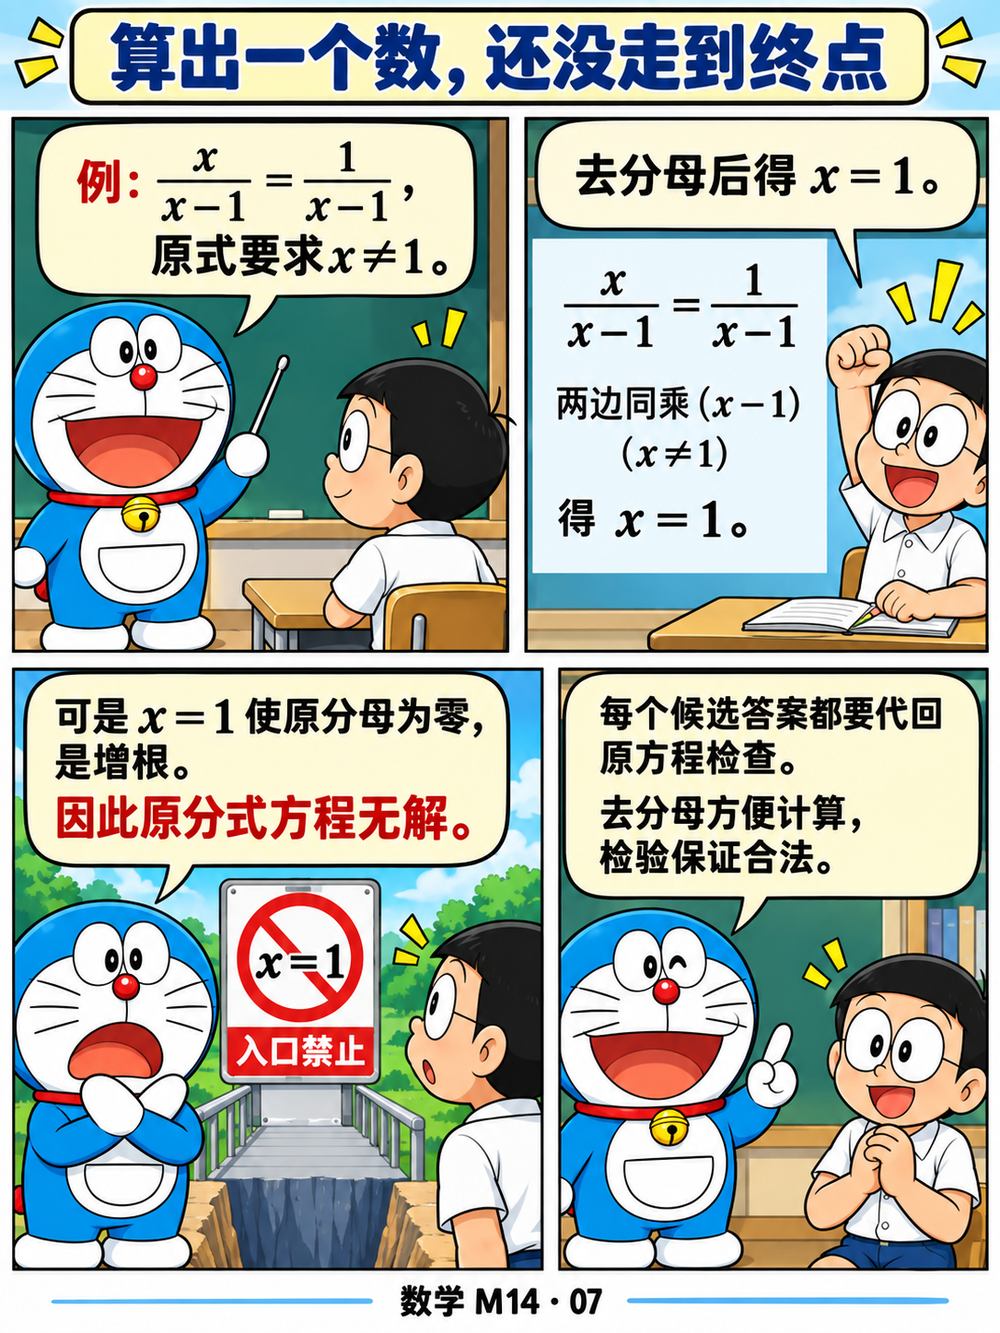 算出一个数，还没走到终点
例： x/(x−1) = 1/(x−1)，
原式要求x≠1。
去分母后得 x=1。
x/(x−1) = 1/(x−1)
两边同乘(x−1)
(x≠1)
得 x=1。
可是 x=1 使原分母为零，
是增根。
因此原分式方程无解。
x=1
入口禁止
每个候选答案都要代回
原方程检查。
去分母方便计算，
检验保证合法。
数学 M14·07